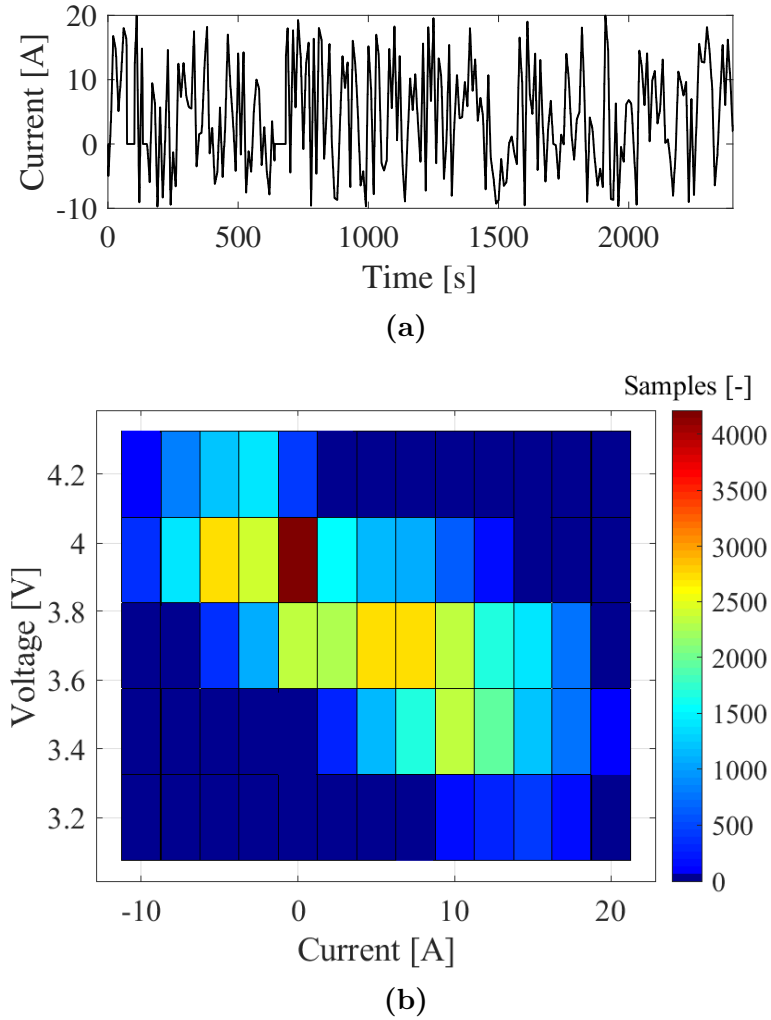 20
10
0
-10
Current [A]
0 500 1000 1500 2000
Time [s]
(a)
Samples [-]
4.2
4
3.8
3.6
3.4
3.2
Voltage [V]
4000
3500
3000
2500
2000
1500
1000
500
0
-10 0 10 20
Current [A]
(b)